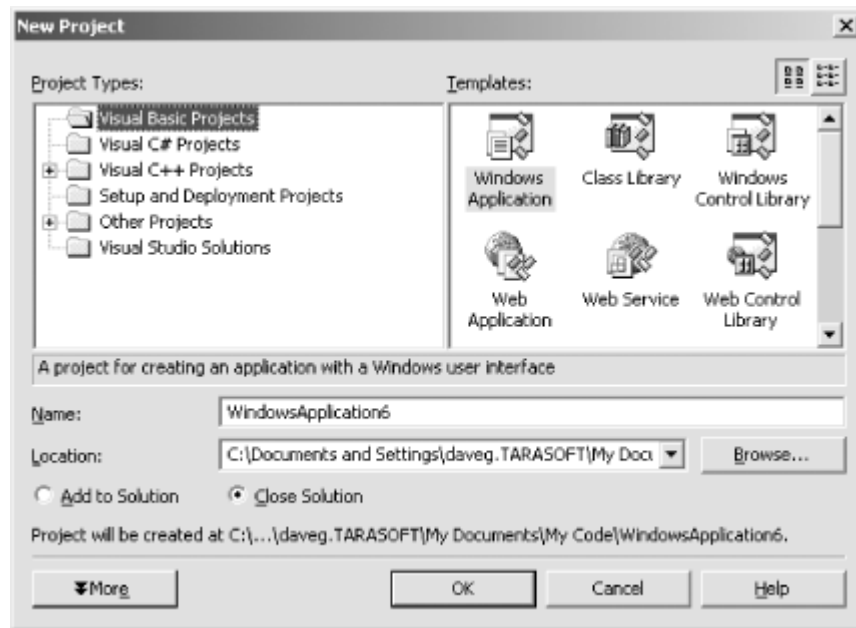 New Project
Project Types:
Templates:
Visual Basic Projects
Visual C# Projects
Visual C++ Projects
Setup and Deployment Projects
Other Projects
Visual Studio Solutions
Windows Application
Class Library
Windows Control Library
Web Application
Web Service
Web Control Library
A project for creating an application with a Windows user interface
Name:
WindowsApplication6
Location:
C:\Documents and Settings\daveg.TARASOFT\My Docu
Browse...
Add to Solution
Close Solution
Project will be created at C:\...\daveg.TARASOFT\My Documents\My Code\WindowsApplication6.
More
OK
Cancel
Help